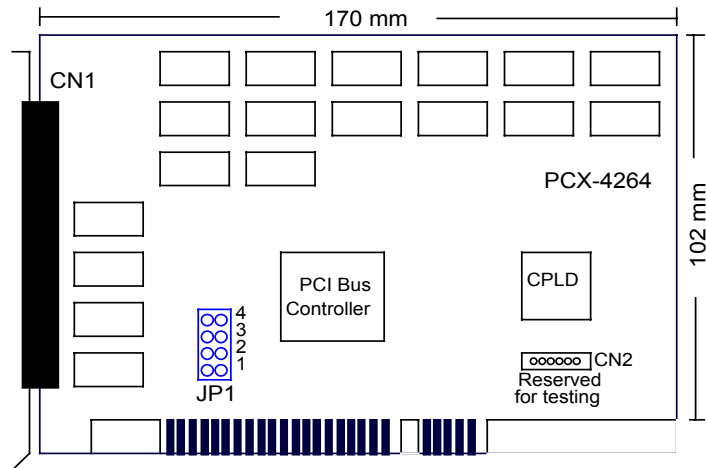 170 mm
CN1
PCX-4264
102 mm
PCI Bus
Controller
CPLD
4
3
2
1
JP1
CN2
Reserved
for testing